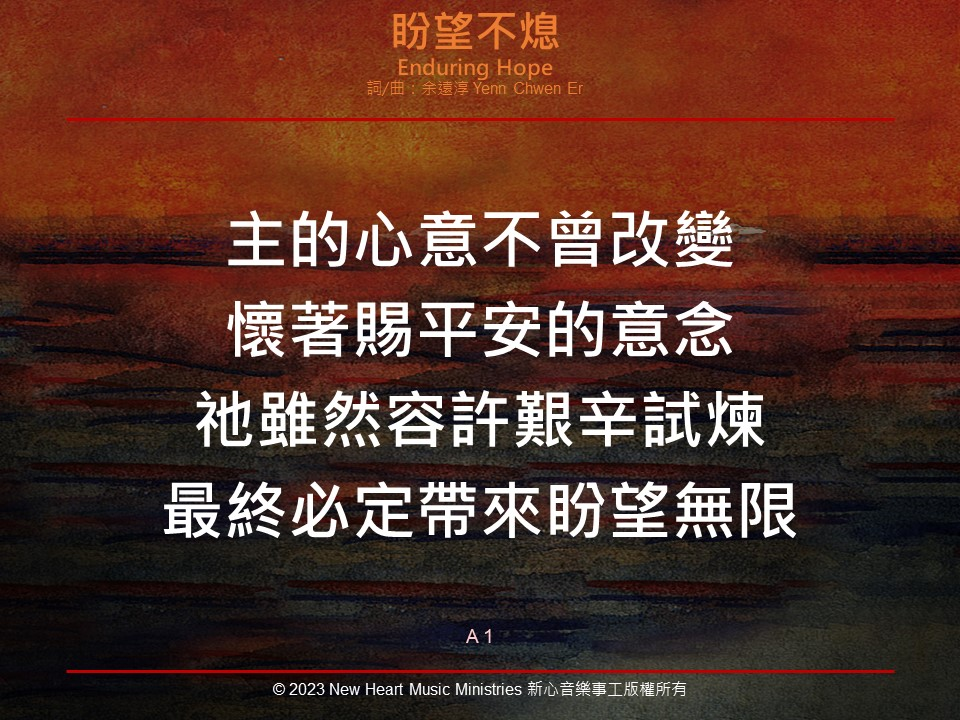 盼望不熄
Enduring Hope
詞/曲：余遠淳 Yenn Chwen Er
主的心意不曾改變
懷著賜平安的意念
祂雖然容許艱辛試煉
最終必定帶來盼望無限
A 1
© 2023 New Heart Music Ministries 新心音樂事工版權所有